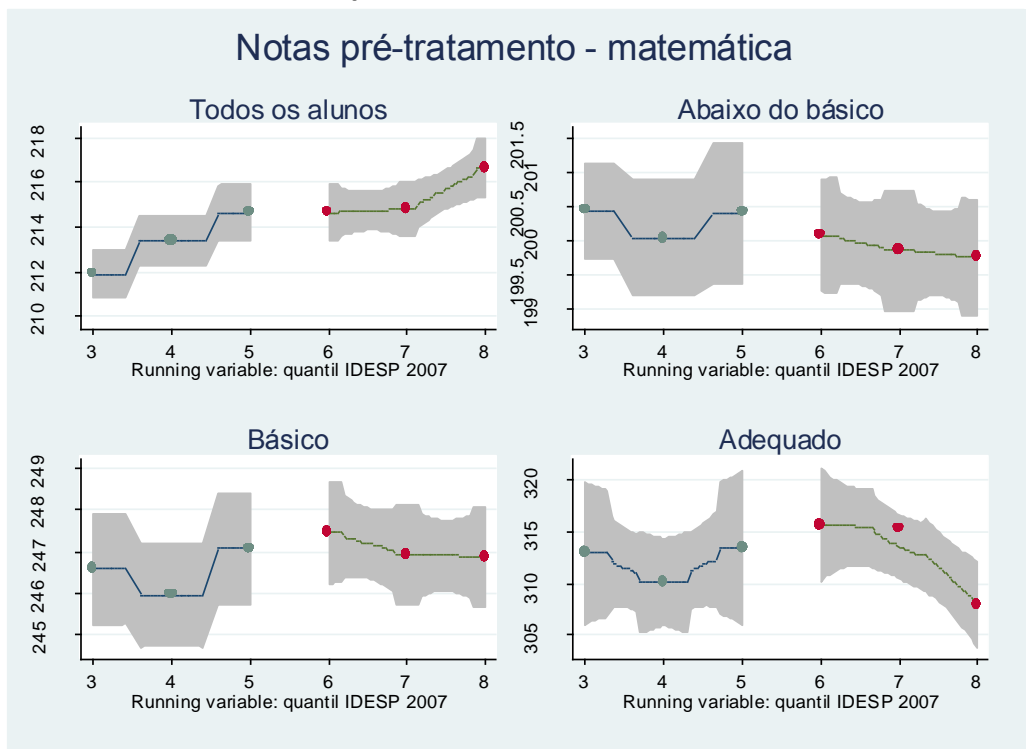 Notas pré-tratamento - matemática
Todos os alunos
218
216
214
212
210
3 4 5 6 7 8
Running variable: quantil IDESP 2007
Abaixo do básico
201.5
201
200.5
200
199.5
199
3 4 5 6 7 8
Running variable: quantil IDESP 2007
Básico
249
248
247
246
245
3 4 5 6 7 8
Running variable: quantil IDESP 2007
Adequado
320
315
310
305
3 4 5 6 7 8
Running variable: quantil IDESP 2007